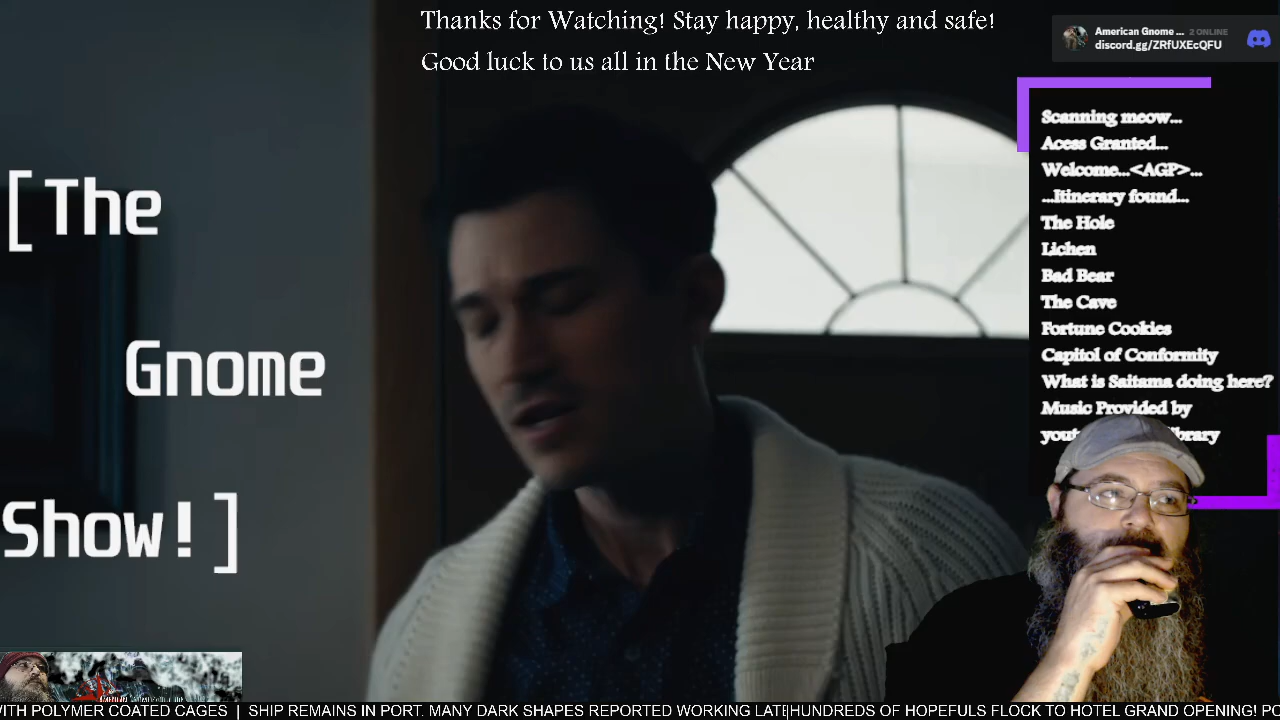 Thanks for Watching! Stay happy, healthy and safe!
Good luck to us all in the New Year
American Gnome ... 2 ONLINE
discord.gg/ZRfUXEcQFU
[The
Gnome
Show!]
Scanning meow...
Acess Granted...
Welcome...<AGP>...
...Itinerary found...
The Hole
Lichen
Bad Bear
The Cave
Fortune Cookies
Capitol of Conformity
What is Saitama doing here?
Music Provided by
WITH POLYMER COATED CAGES | SHIP REMAINS IN PORT. MANY DARK SHAPES REPORTED WORKING LATE|HUNDREDS OF HOPEFULS FLOCK TO HOTEL GRAND OPENING!